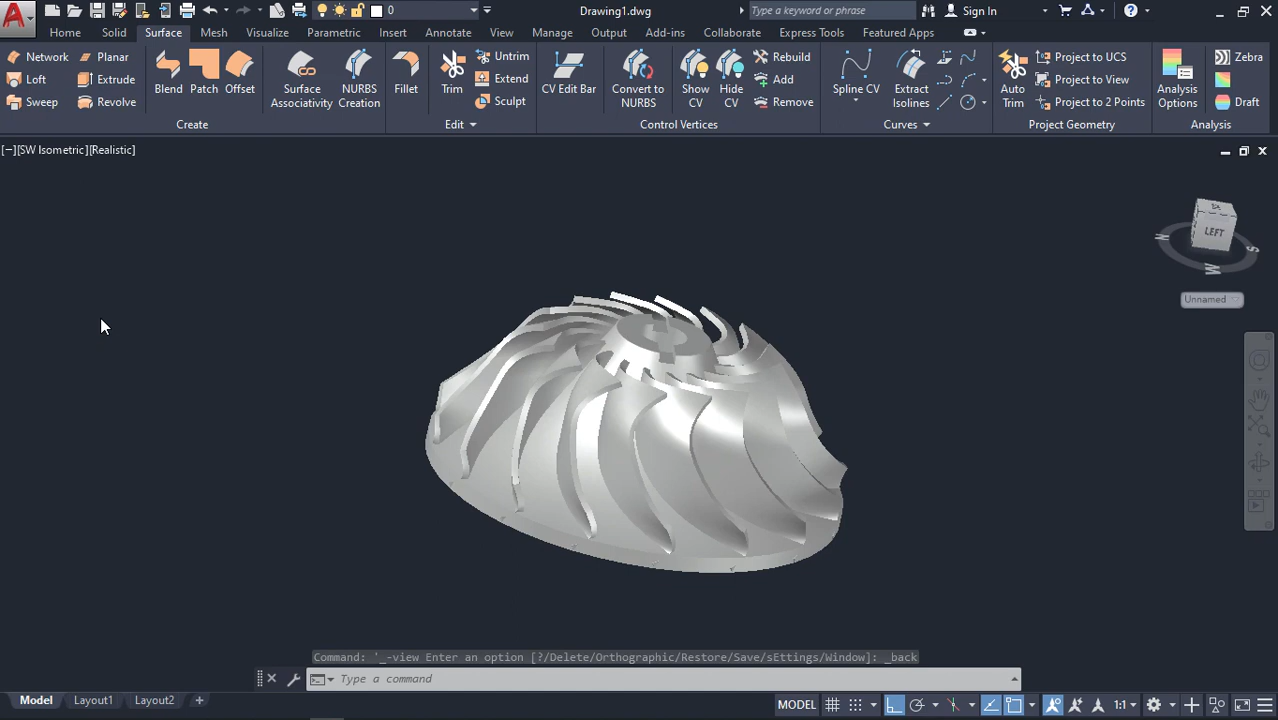 A 0 Drawing1.dwg Type a keyword or phrase Sign In
Home Solid Surface Mesh Visualize Parametric Insert Annotate View Manage Output Add-ins Collaborate Express Tools Featured Apps
Network Planar Untrim Rebuild Project to UCS Zebra
Loft Extrude Extend Add Project to View
Sweep Revolve Sculpt Remove Project to 2 Points Draft
Blend Patch Offset Surface Associativity NURBS Creation Fillet Trim CV Edit Bar Convert to NURBS Show CV Hide CV Spline CV Extract Isolines Auto Trim Analysis Options
Create Edit Control Vertices Curves Project Geometry Analysis
[−][SW Isometric][Realistic]
LEFT
N S
W
Unnamed
Command: '_-view Enter an option [?/Delete/Orthographic/Restore/Save/sEttings/Window]: _back
Type a command
Model Layout1 Layout2 + MODEL 1:1